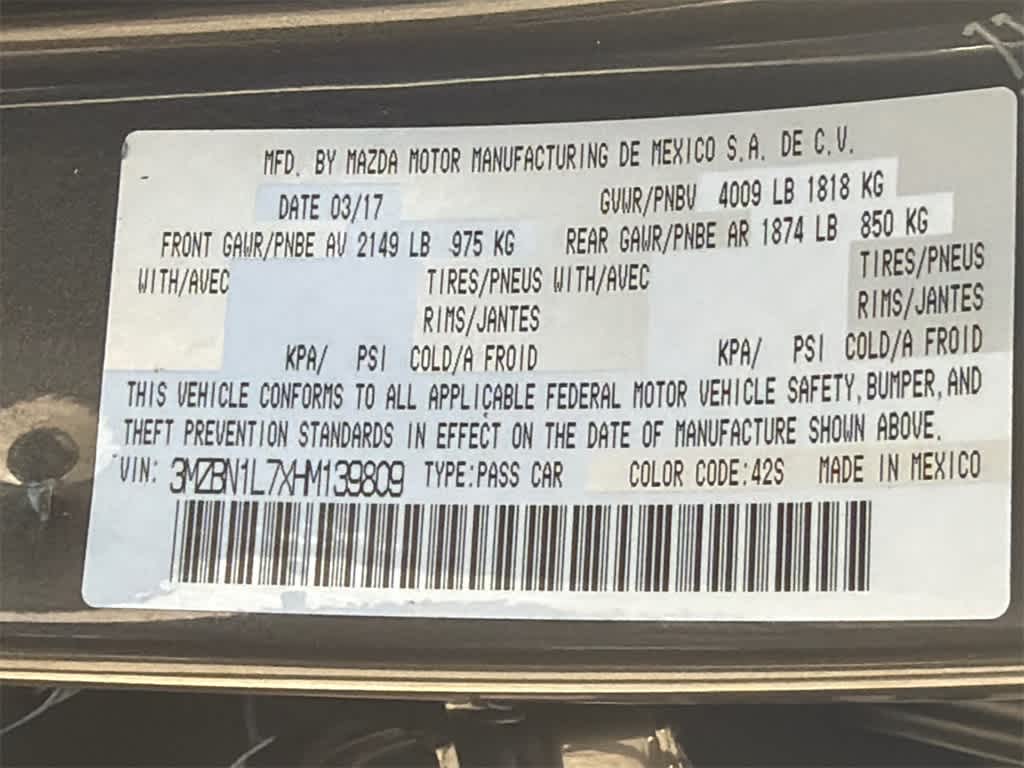 MFD. BY MAZDA MOTOR MANUFACTURING DE MEXICO S.A. DE C.V.
DATE 03/17 GVWR/PNBV 4009 LB 1818 KG
FRONT GAWR/PNBE AV 2149 LB 975 KG REAR GAWR/PNBE AR 1874 LB 850 KG
WITH/AVEC TIRES/PNEUS WITH/AVEC TIRES/PNEUS
RIMS/JANTES RIMS/JANTES
KPA/ PSI COLD/A FROID KPA/ PSI COLD/A FROID
THIS VEHICLE CONFORMS TO ALL APPLICABLE FEDERAL MOTOR VEHICLE SAFETY, BUMPER, AND
THEFT PREVENTION STANDARDS IN EFFECT ON THE DATE OF MANUFACTURE SHOWN ABOVE.
VIN: 3MZBN1L7XHM139809 TYPE:PASS CAR COLOR CODE:42S MADE IN MEXICO